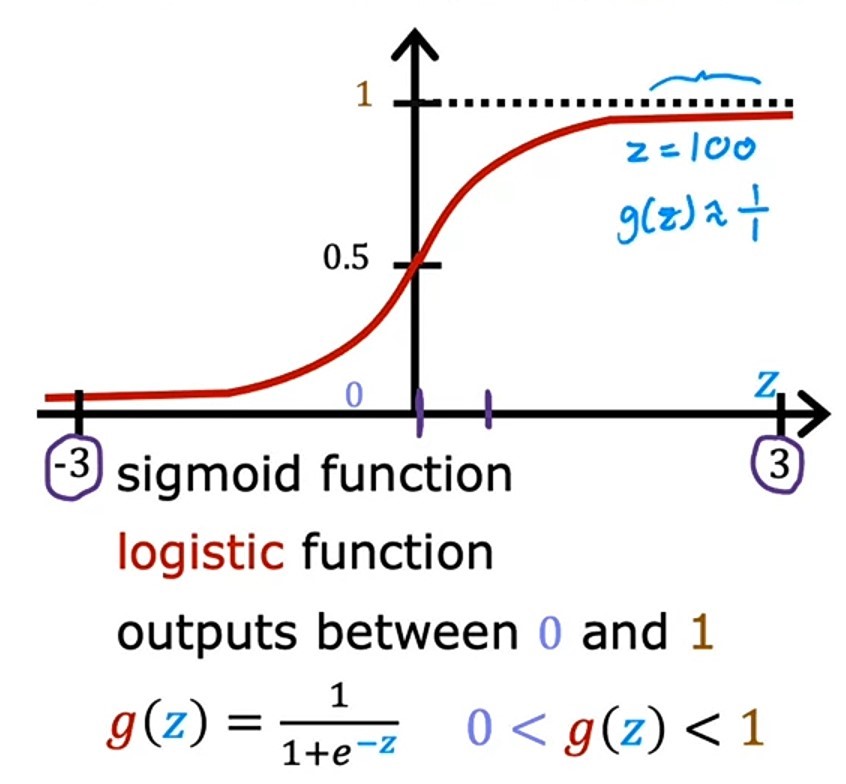 1
z = 100
g(z) ≈ 1/1
0.5
0
z
-3
3
sigmoid function
logistic function
outputs between 0 and 1
g(z) = 1/(1+e^{-z}) 0 < g(z) < 1